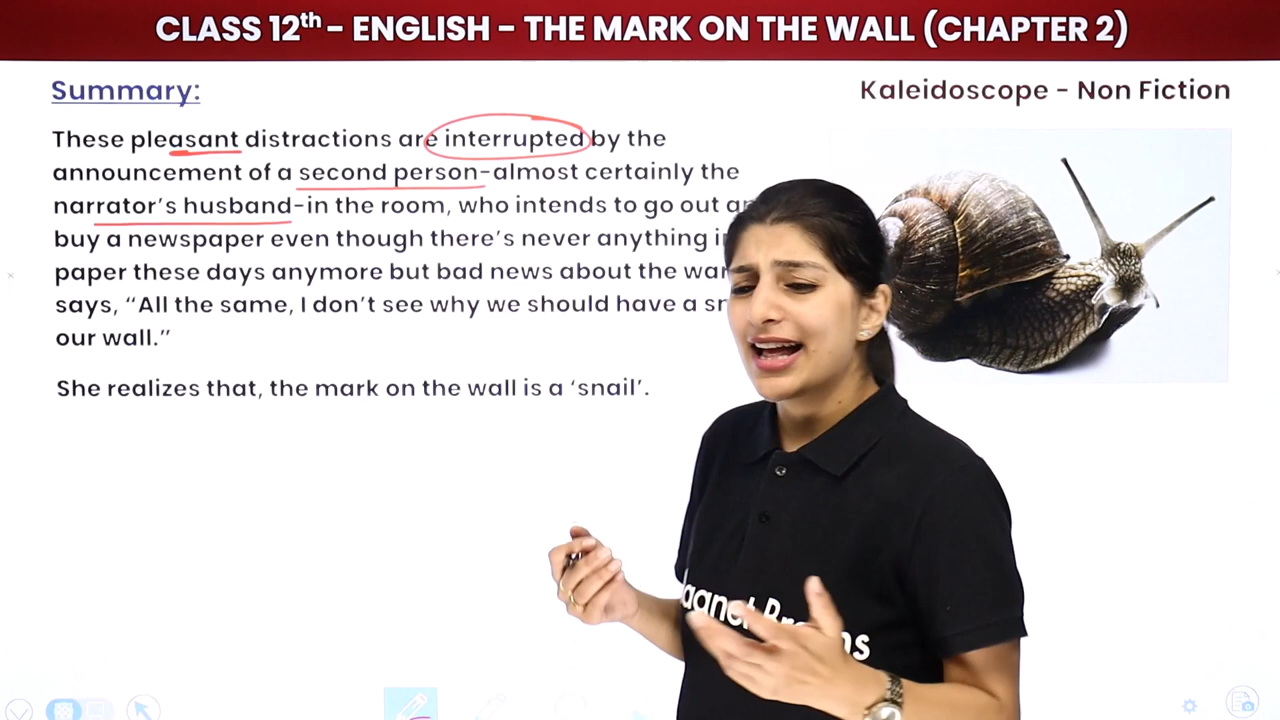 CLASS 12th – ENGLISH – THE MARK ON THE WALL (CHAPTER 2)
Summary:
Kaleidoscope - Non Fiction
These pleasant distractions are interrupted by the
announcement of a second person-almost certainly the
narrator's husband-in the room, who intends to go out
buy a newspaper even though there's never anything
paper these days anymore but bad news about the war
says, "All the same, I don't see why we should have a
our wall."
She realizes that, the mark on the wall is a 'snail'.